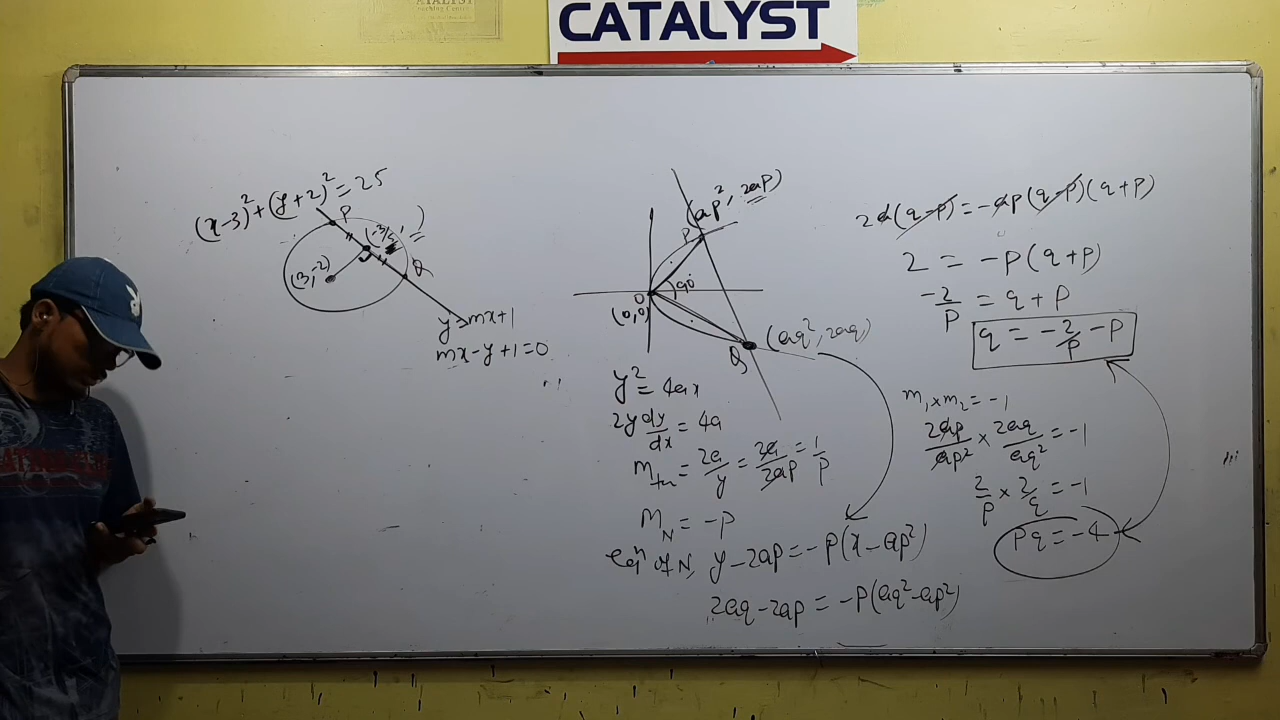 CATALYST
(x-3)²+(y+2)²=25
P
(-3/5, )
(3,-2)
Q
y=mx+1
mx-y+1=0
(ap², 2ap)
P
90°
O
(0,0)
Q
(aq², 2aq)
y²=4ax
2y dy/dx = 4a
m_tan = 2a/y = 2a/2ap = 1/p
M_N = -p
Eqn of N, y-2ap=-p(x-ap²)
2aq-2ap = -p(aq²-ap²)
2a(q-p)=-ap(q-p)(q+p)
2 = -p(q+p)
-2/p = q+p
q = -2/p - p
m₁×m₂=-1
2ap/ap² × 2aq/aq² = -1
2/p × 2/q = -1
pq=-4